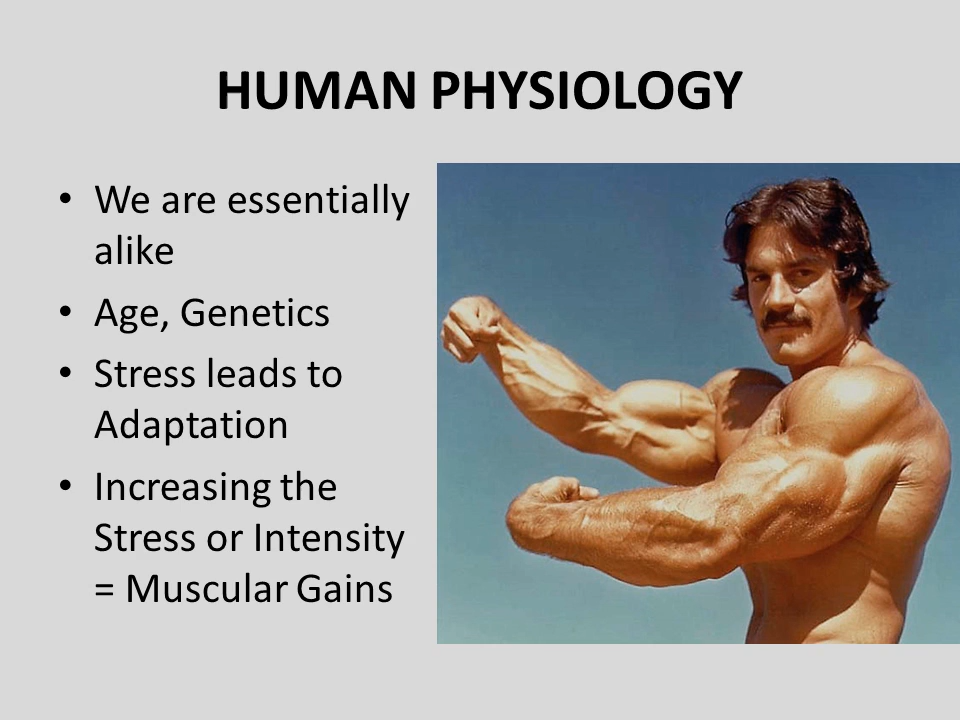 HUMAN PHYSIOLOGY
• We are essentially
alike
• Age, Genetics
• Stress leads to
Adaptation
• Increasing the
Stress or Intensity
= Muscular Gains